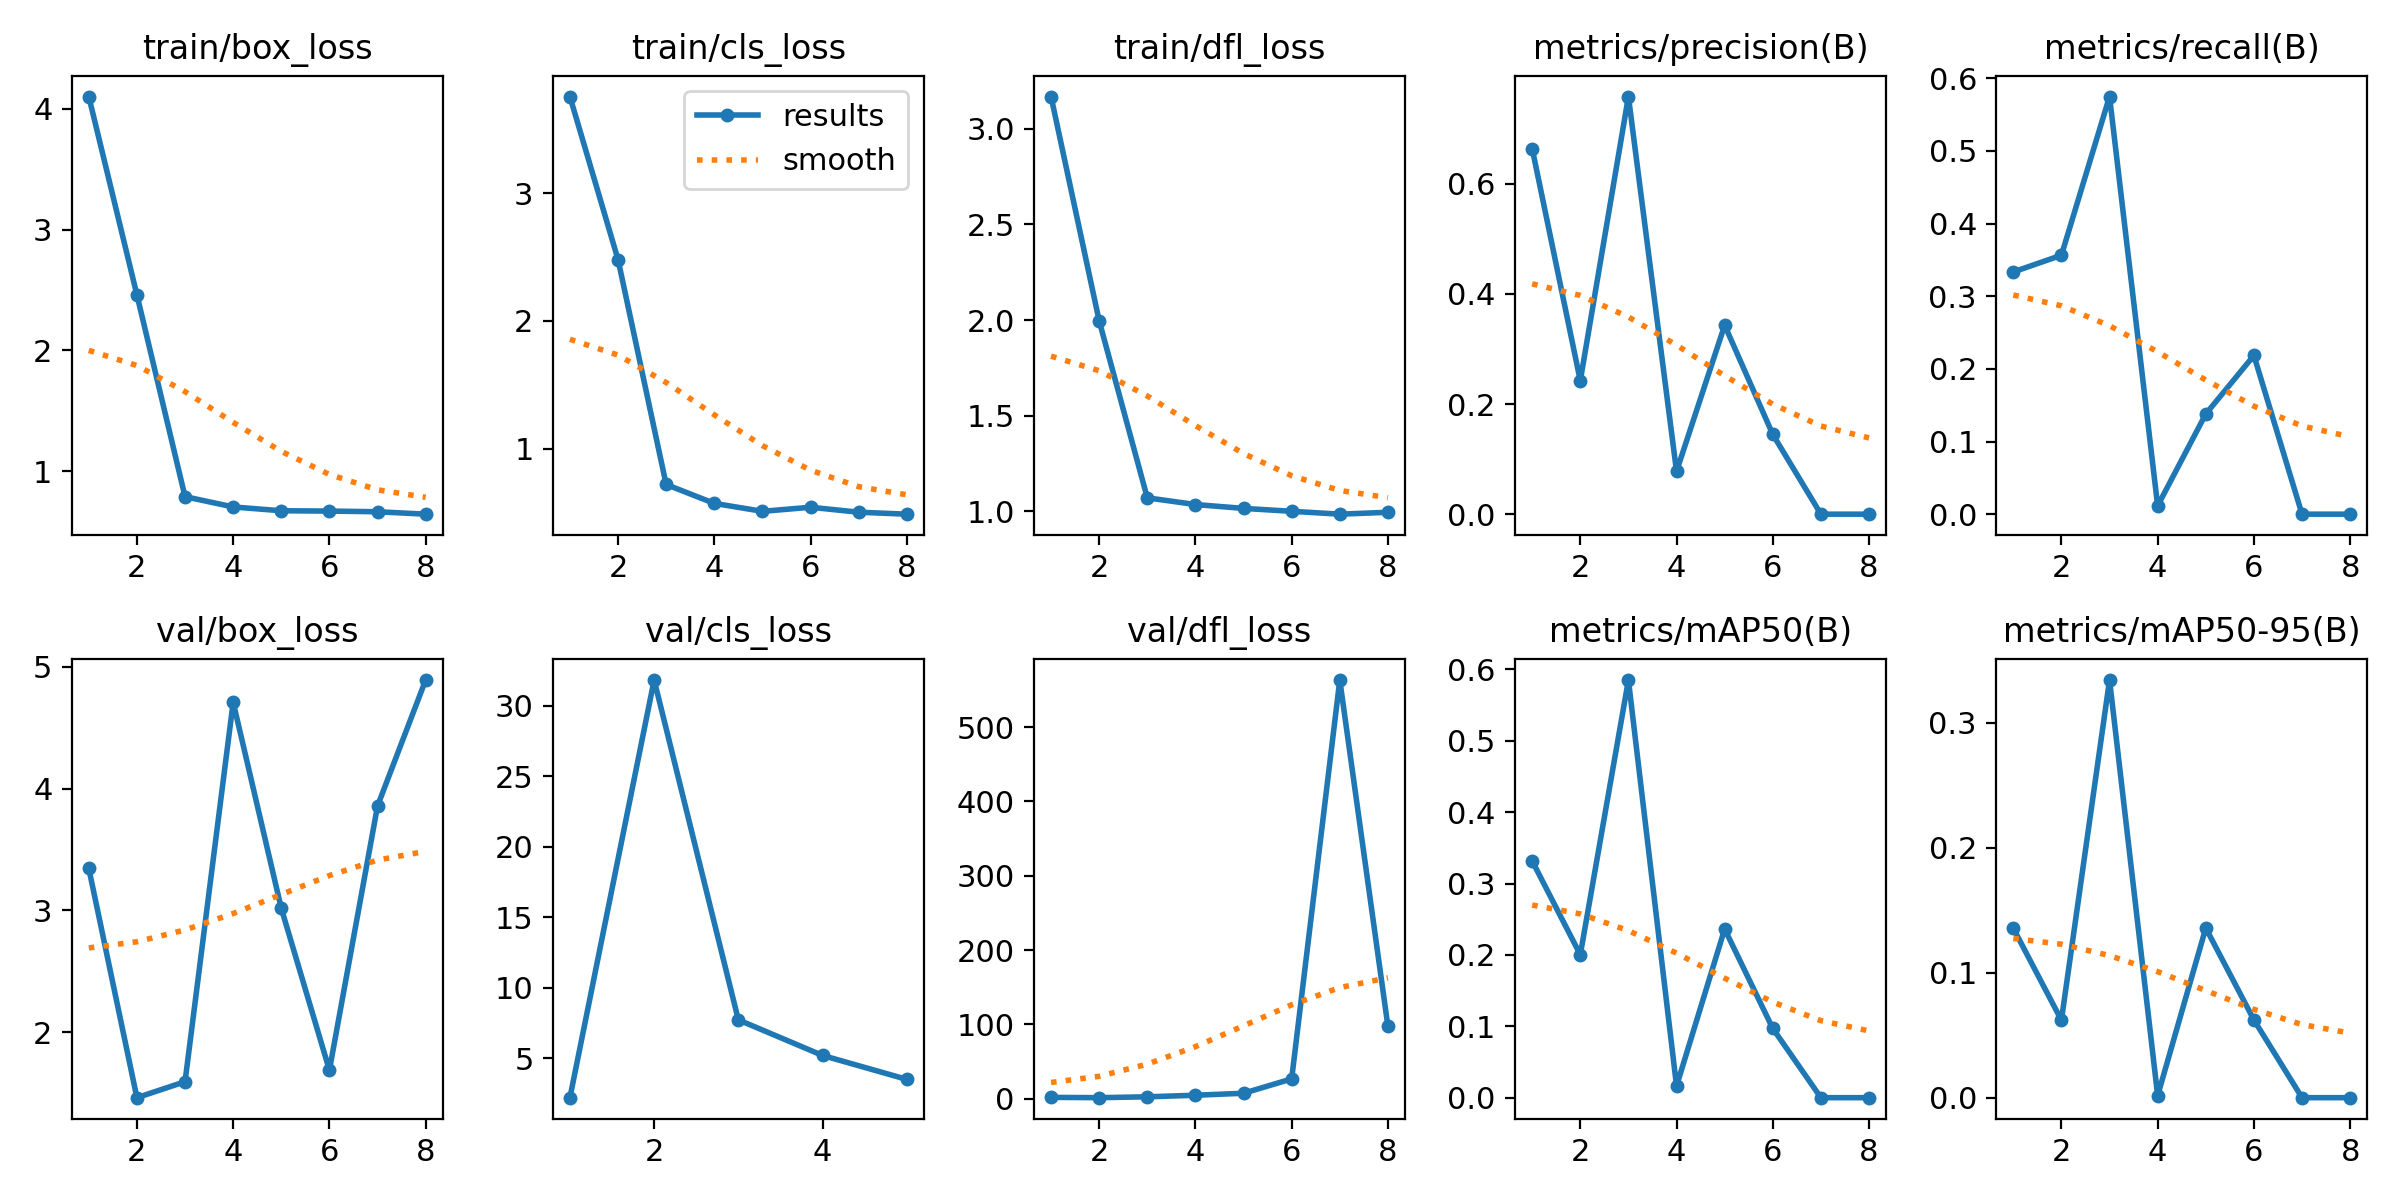 train/box_loss
train/cls_loss
train/dfl_loss
metrics/precision(B)
metrics/recall(B)
4
3
2
1
2 4 6 8
results
smooth
3
2
1
2 4 6 8
3.0
2.5
2.0
1.5
1.0
2 4 6 8
0.6
0.4
0.2
0.0
2 4 6 8
0.6
0.5
0.4
0.3
0.2
0.1
0.0
2 4 6 8
val/box_loss
val/cls_loss
val/dfl_loss
metrics/mAP50(B)
metrics/mAP50-95(B)
5
4
3
2
2 4 6 8
30
25
20
15
10
5
2 4
500
400
300
200
100
0
2 4 6 8
0.6
0.5
0.4
0.3
0.2
0.1
0.0
2 4 6 8
0.3
0.2
0.1
0.0
2 4 6 8